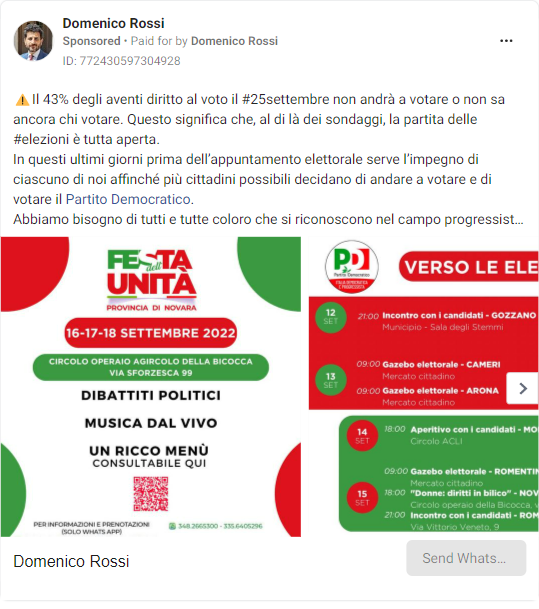 Domenico Rossi
Sponsored • Paid for by Domenico Rossi
ID: 772430597304928
⚠️Il 43% degli aventi diritto al voto il #25settembre non andrà a votare o non sa
ancora chi votare. Questo significa che, al di là dei sondaggi, la partita delle
#elezioni è tutta aperta.
In questi ultimi giorni prima dell'appuntamento elettorale serve l'impegno di
ciascuno di noi affinché più cittadini possibili decidano di andare a votare e di
votare il Partito Democratico.
Abbiamo bisogno di tutti e tutte coloro che si riconoscono nel campo progressist...
FESTA
dell'
UNITÀ
PROVINCIA DI NOVARA
16-17-18 SETTEMBRE 2022
CIRCOLO OPERAIO AGIRCOLO DELLA BICOCCA
VIA SFORZESCA 99
DIBATTITI POLITICI
MUSICA DAL VIVO
UN RICCO MENÙ
CONSULTABILE QUI
PER INFORMAZIONI E PRENOTAZIONI
(SOLO WHATS APP)
348.2665300 - 335.6405296
PD
Partito Democratico
ITALIA DEMOCRATICA
E PROGRESSISTA
VERSO LE ELE
12
SET
21:00 Incontro con i candidati - GOZZANO
Municipio - Sala degli Stemmi
13
SET
09:00 Gazebo elettorale - CAMERI
Mercato cittadino
09:00 Gazebo elettorale - ARONA
Mercato cittadino
14
SET
18:00 Aperitivo con i candidati - MO
Circolo ACLI
15
SET
09:00 Gazebo elettorale - ROMENTIN
Mercato cittadino
18:00 "Donne: diritti in bilico" - NOV
Circolo operaio della Bicocca, v
21:00 Incontro con i candidati - ROM
Via Vittorio Veneto, 9
Domenico Rossi
Send Whats...